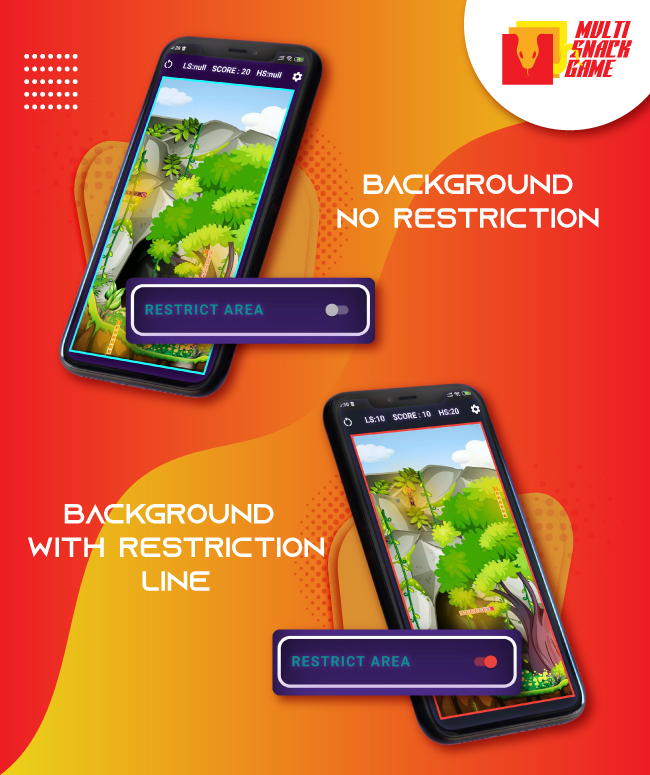 MULTI
SNACK
GAME
LS:null SCORE : 20 HS:null
BACKGROUND
NO RESTRICTION
RESTRICT AREA
LS:10 SCORE : 10 HS:20
BACKGROUND
WITH RESTRICTION
LINE
RESTRICT AREA